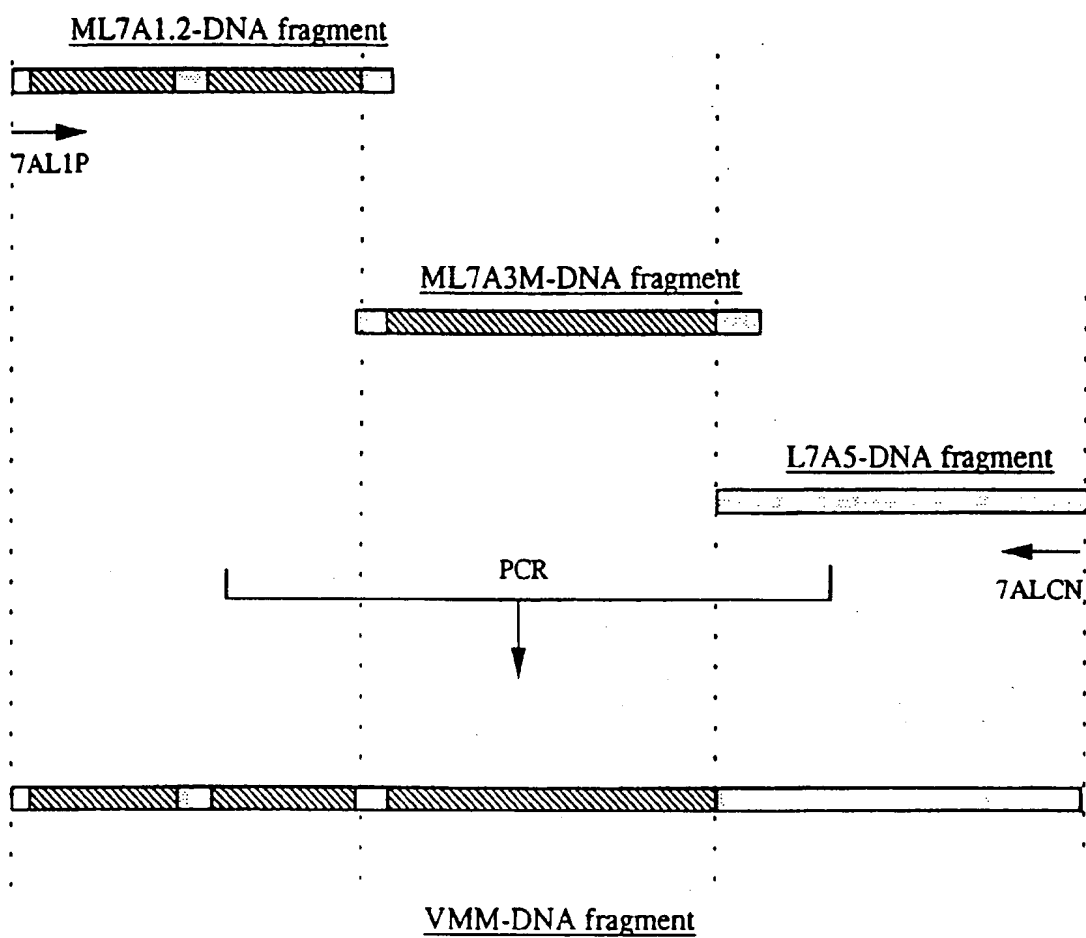 ML7A1.2-DNA fragment
7AL1P
ML7A3M-DNA fragment
L7A5-DNA fragment
PCR
7ALCN
VMM-DNA fragment